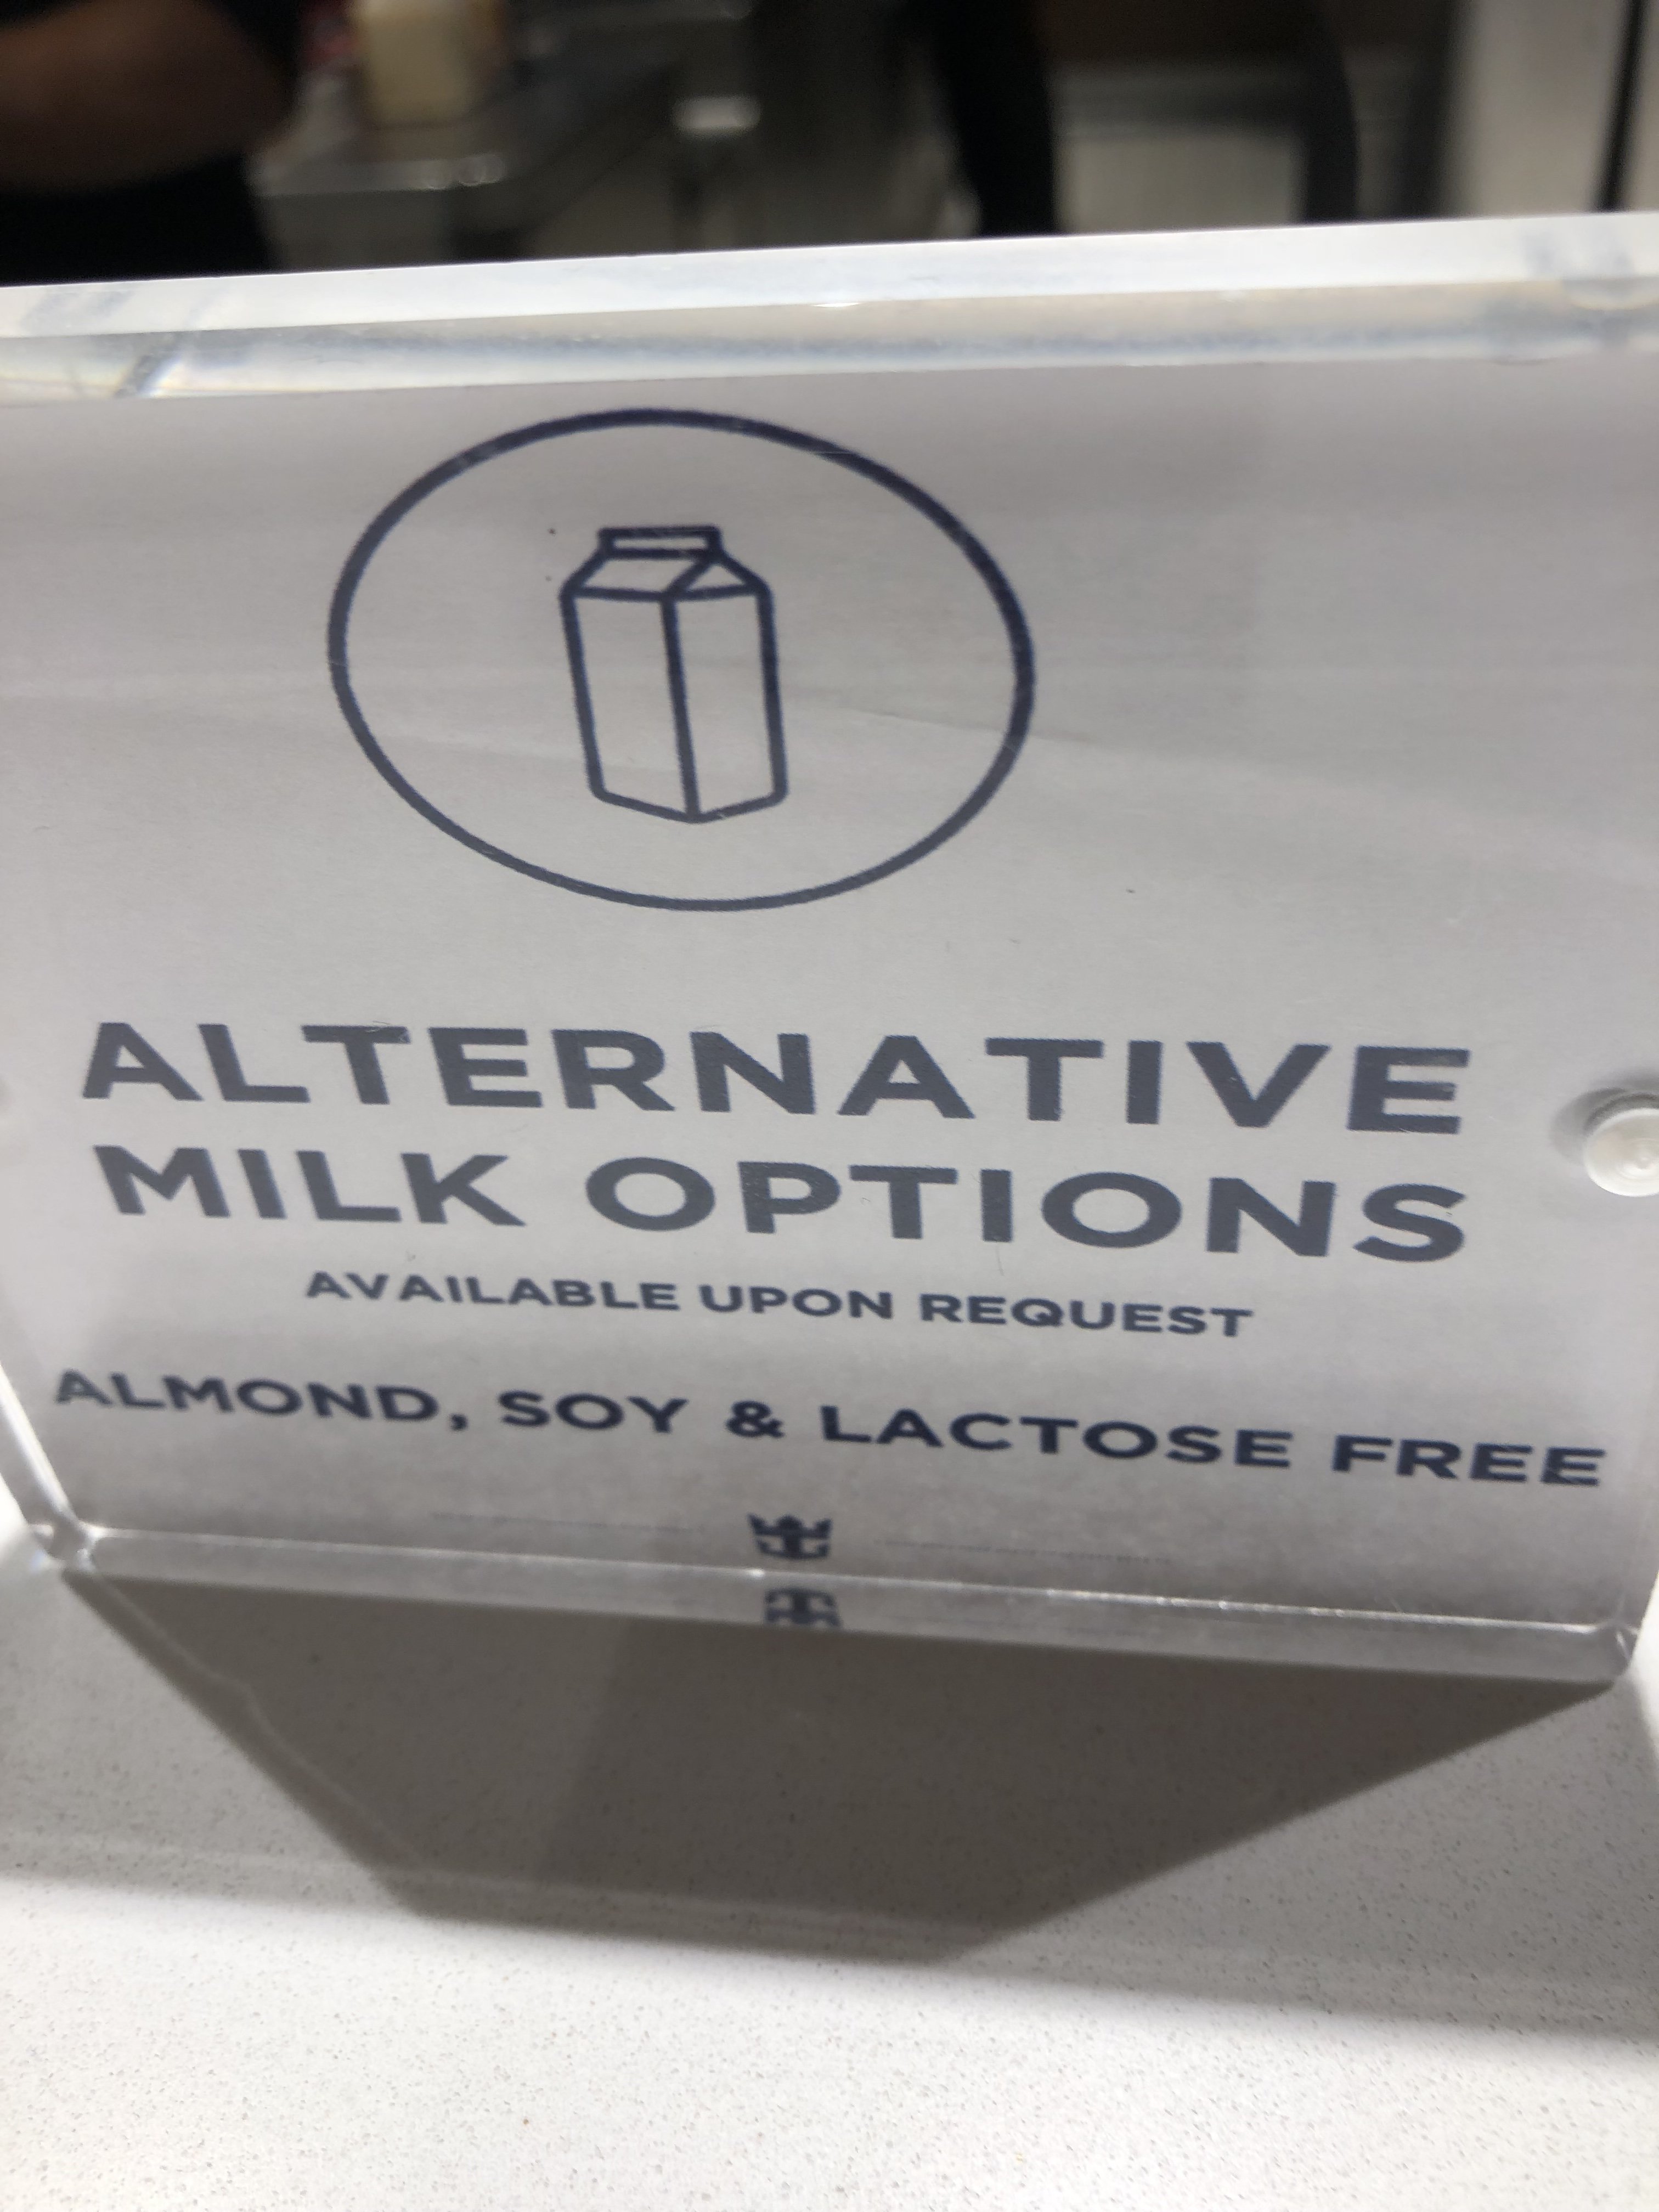 ALTERNATIVE
MILK OPTIONS
AVAILABLE UPON REQUEST
ALMOND, SOY & LACTOSE FREE